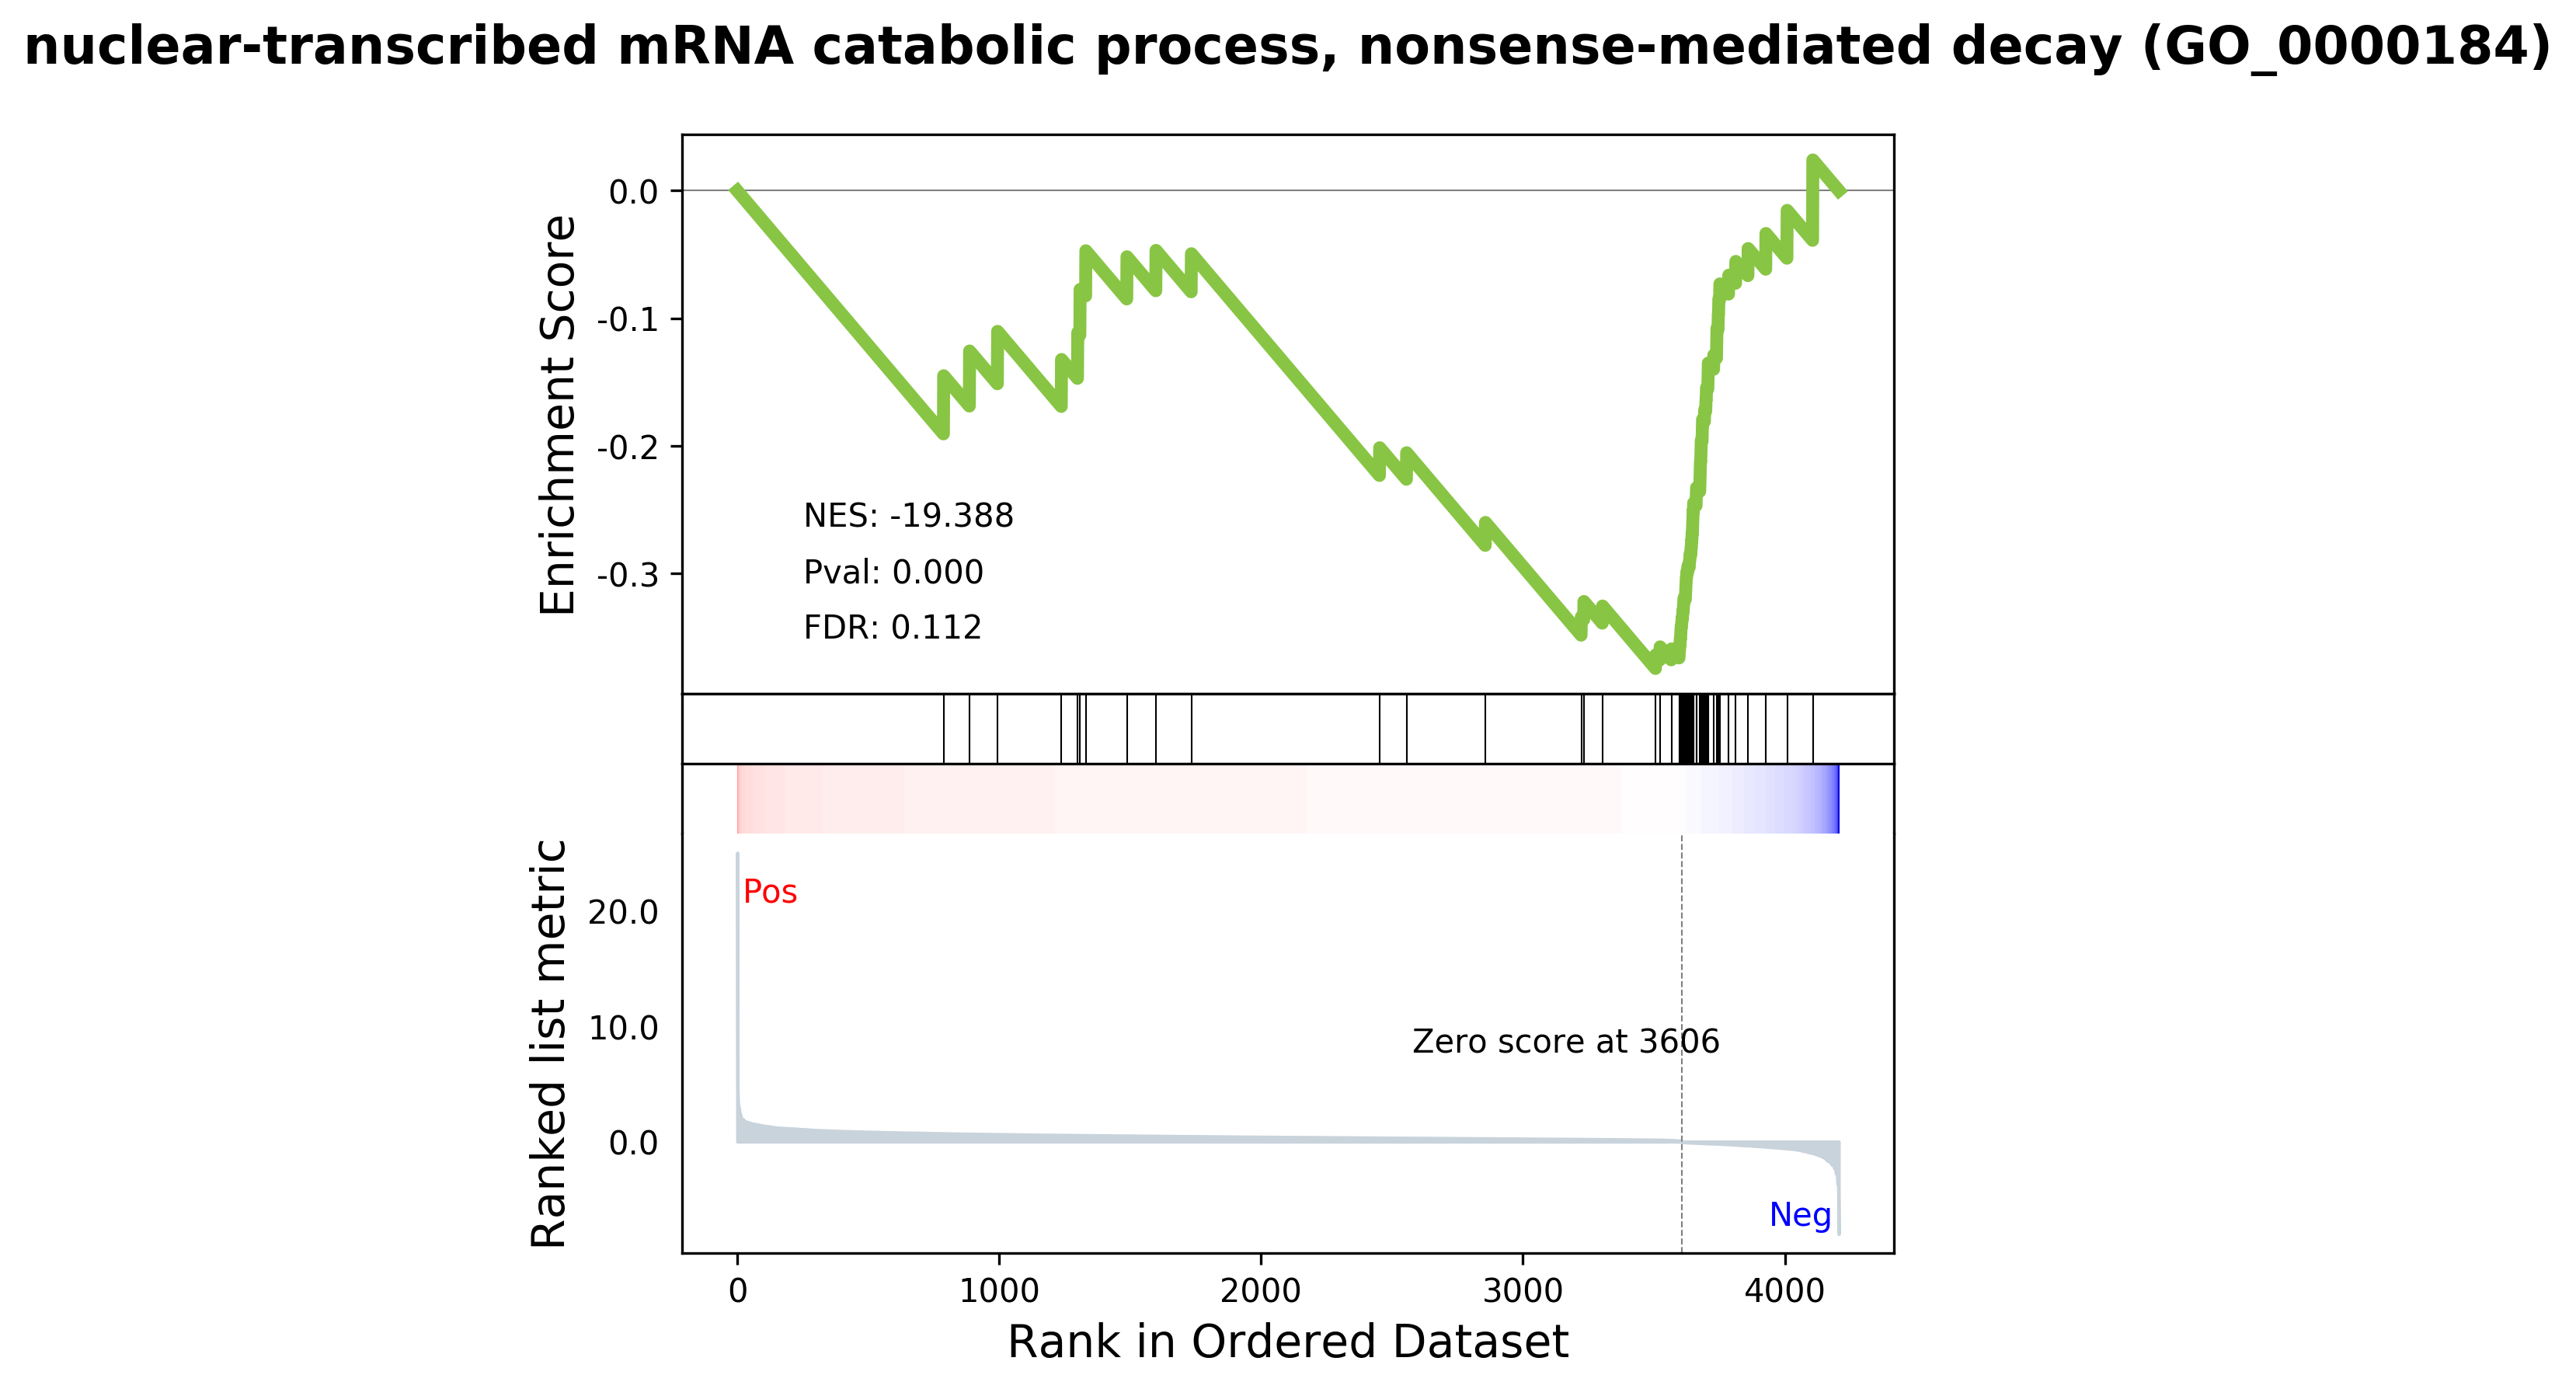 nuclear-transcribed mRNA catabolic process, nonsense-mediated decay (GO_0000184)
Enrichment Score
0.0
-0.1
-0.2
-0.3
NES: -19.388
Pval: 0.000
FDR: 0.112
Ranked list metric
20.0
10.0
0.0
Pos
Zero score at 3606
Neg
0 1000 2000 3000 4000
Rank in Ordered Dataset